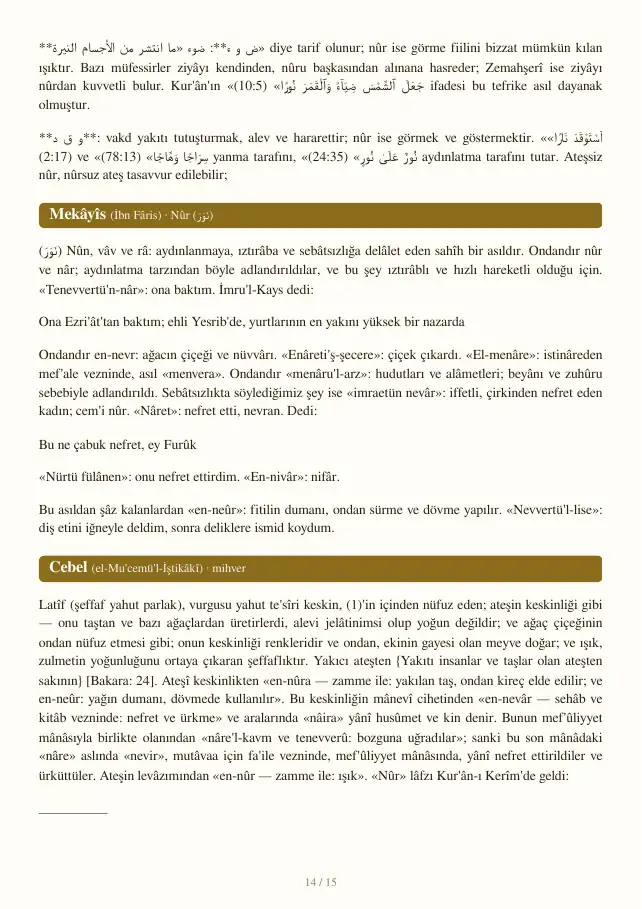 **ض و ء**: ضوء «ما انتشر من الأجسام النيرة» diye tarif olunur; nûr ise görme fiilini bizzat mümkün kılan
ışıktır. Bazı müfessirler ziyâyı kendinden, nûru başkasından alınana hasreder; Zemahşerî ise ziyâyı
nûrdan kuvvetli bulur. Kur'ân'ın «(10:5) «جَعَلَ ٱلشَّمْسَ ضِيَآءً وَٱلْقَمَرَ نُورًا ifadesi bu tefrike asıl dayanak
olmuştur.
**و ق د**: vakd yakıtı tutuşturmak, alev ve hararettir; nûr ise görmek ve göstermektir. ««ٱسْتَوْقَدَ نَارًا
(2:17) ve «(78:13) «سِرَاجًا وَهَّاجًا yanma tarafını, «(24:35) «نُورٌ عَلَىٰ نُورٍ aydınlatma tarafını tutar. Ateşsiz
nûr, nûrsuz ateş tasavvur edilebilir;
Mekâyîs (İbn Fâris) · Nûr (نَوَرَ)
(نَوَرَ) Nûn, vâv ve râ: aydınlanmaya, ıztırâba ve sebâtsızlığa delâlet eden sahîh bir asıldır. Ondandır nûr
ve nâr; aydınlatma tarzından böyle adlandırıldılar, ve bu şey ıztırâblı ve hızlı hareketli olduğu için.
«Tenevvertü'n-nâr»: ona baktım. İmru'l-Kays dedi:
Ona Ezri'ât'tan baktım; ehli Yesrib'de, yurtlarının en yakını yüksek bir nazarda
Ondandır en-nevr: ağacın çiçeği ve nüvvârı. «Enâreti'ş-şecere»: çiçek çıkardı. «El-menâre»: istinâreden
mef'ale vezninde, asıl «menvera». Ondandır «menâru'l-arz»: hudutları ve alâmetleri; beyânı ve zuhûru
sebebiyle adlandırıldı. Sebâtsızlıkta söylediğimiz şey ise «imraetün nevâr»: iffetli, çirkinden nefret eden
kadın; cem'i nûr. «Nâret»: nefret etti, nevran. Dedi:
Bu ne çabuk nefret, ey Furûk
«Nürtü fülânen»: onu nefret ettirdim. «En-nivâr»: nifâr.
Bu asıldan şâz kalanlardan «en-neûr»: fitilin dumanı, ondan sürme ve dövme yapılır. «Nevvertü'l-lise»:
diş etini iğneyle deldim, sonra deliklere ismid koydum.
Cebel (el-Mu'cemü'l-İştikâkî) · mihver
Latîf (şeffaf yahut parlak), vurgusu yahut te'sîri keskin, (1)'in içinden nüfuz eden; ateşin keskinliği gibi
— onu taştan ve bazı ağaçlardan üretirlerdi, alevi jelâtinimsi olup yoğun değildir; ve ağaç çiçeğinin
ondan nüfuz etmesi gibi; onun keskinliği renkleridir ve ondan, ekinin gayesi olan meyve doğar; ve ışık,
zulmetin yoğunluğunu ortaya çıkaran şeffaflıktır. Yakıcı ateşten {Yakıtı insanlar ve taşlar olan ateşten
sakının} [Bakara: 24]. Ateşî keskinlikten «en-nûra — zamme ile: yakılan taş, ondan kireç elde edilir; ve
en-neûr: yağın dumanı, dövmede kullanılır». Bu keskinliğin mânevî cihetinden «en-nevâr — sehâb ve
kitâb vezninde: nefret ve ürkme» ve aralarında «nâira» yânî husûmet ve kin denir. Bunun mef'ûliyyet
mânâsıyla birlikte olanından «nâre'l-kavm ve tenevverû: bozguna uğradılar»; sanki bu son mânâdaki
«nâre» aslında «nevir», mutâvaa için fa'ile vezninde, mef'ûliyyet mânâsında, yânî nefret ettirildiler ve
ürküttüler. Ateşin levâzımından «en-nûr — zamme ile: ışık». «Nûr» lâfzı Kur'ân-ı Kerîm'de geldi:
14 / 15